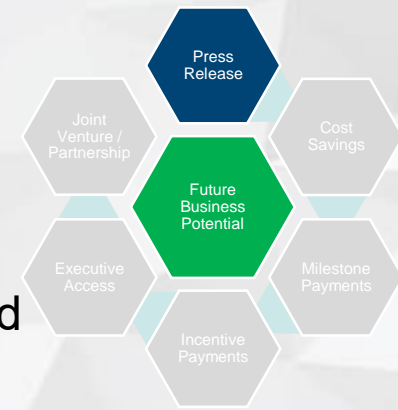 Press
Release
Joint
Venture /
Partnership
Cost
Savings
Future
Business
Potential
Executive
Access
Milestone
Payments
Incentive
Payments
d